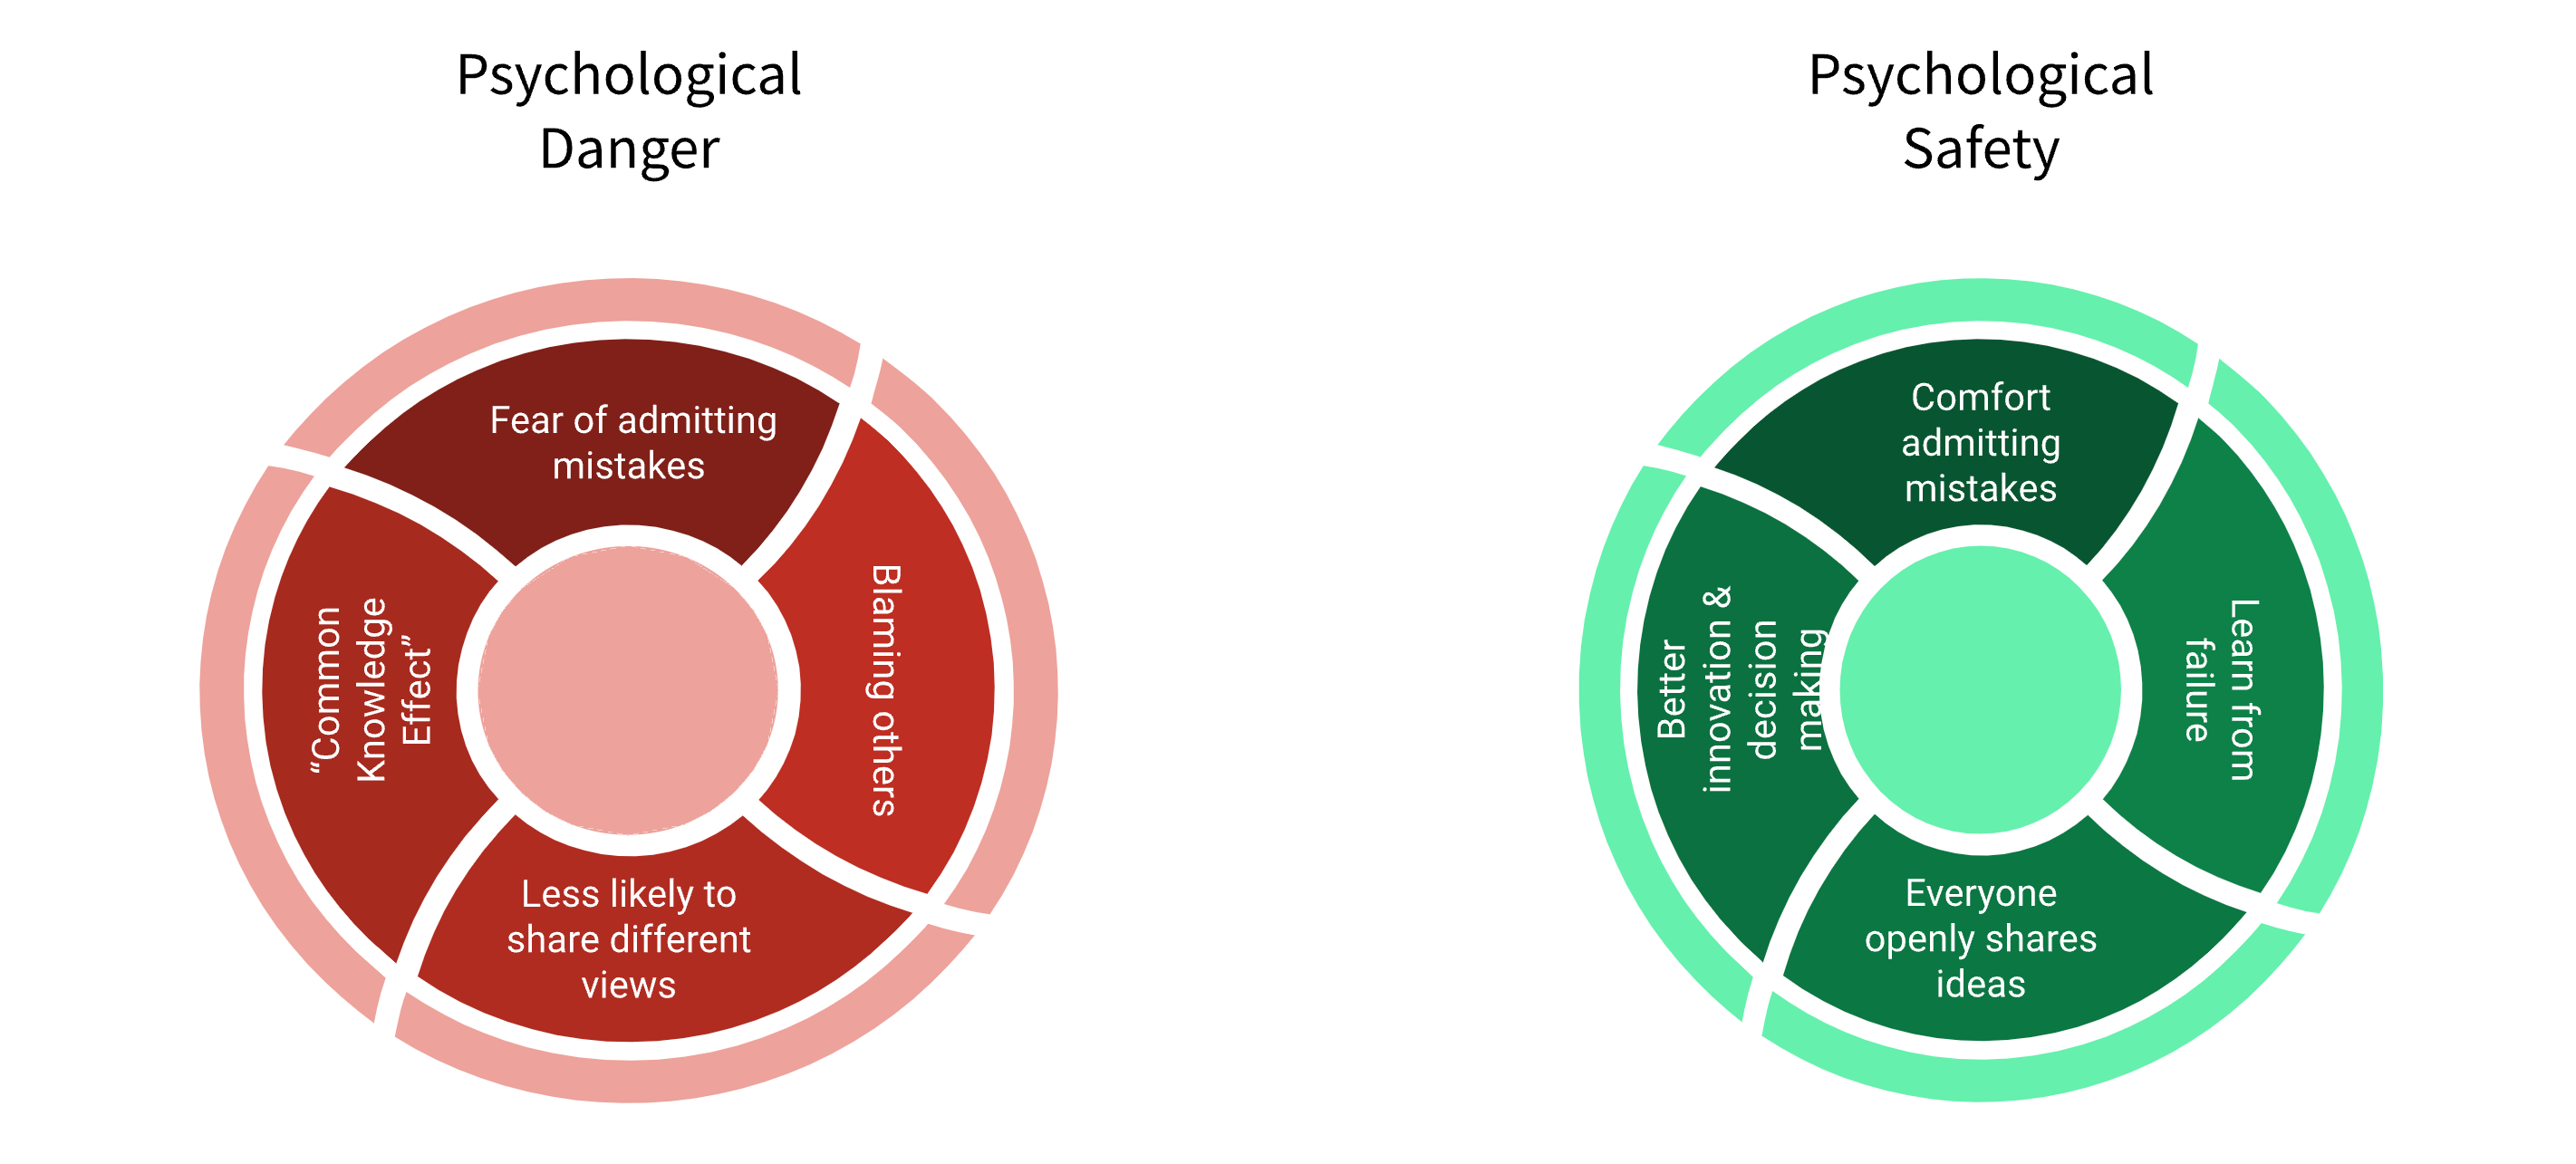 Psychological
Danger
Fear of admitting
mistakes
Blaming others
Less likely to
share different
views
“Common
Knowledge
Effect”
Psychological
Safety
Comfort
admitting
mistakes
Learn from
failure
Everyone
openly shares
ideas
Better
innovation &
decision
making